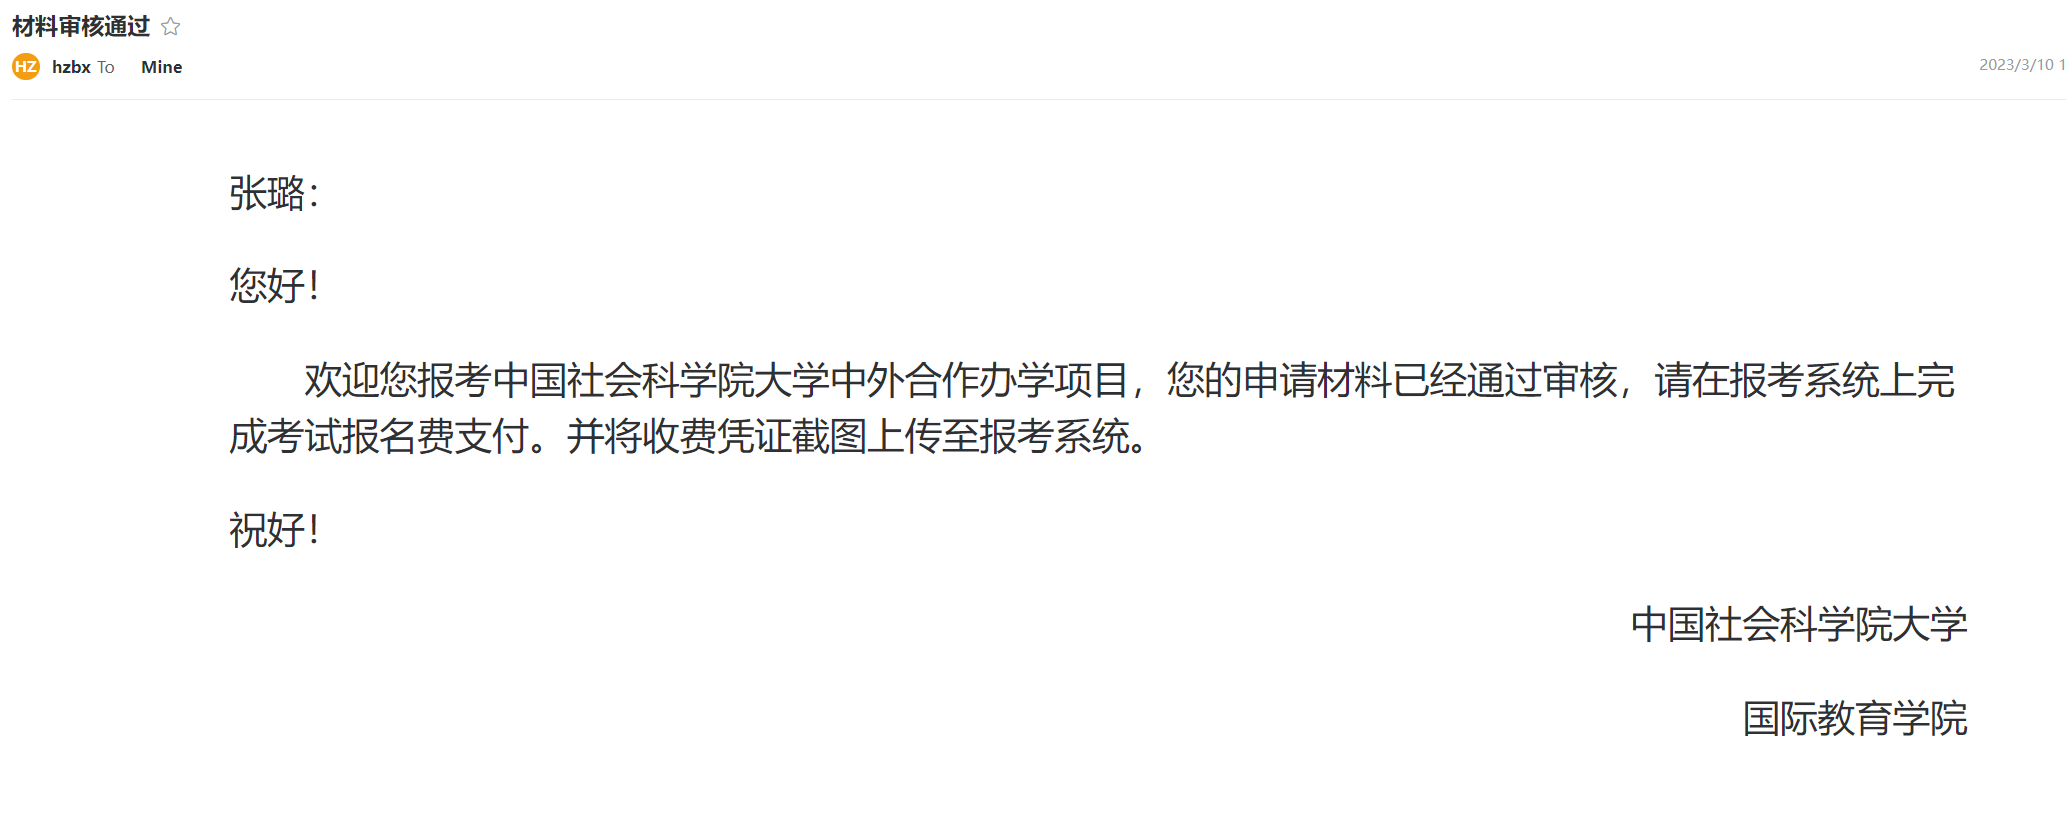 材料审核通过
HZ hzbx To Mine
2023/3/10 1
张璐：
您好！
欢迎您报考中国社会科学院大学中外合作办学项目，您的申请材料已经通过审核，请在报考系统上完
成考试报名费支付。并将收费凭证截图上传至报考系统。
祝好！
中国社会科学院大学
国际教育学院